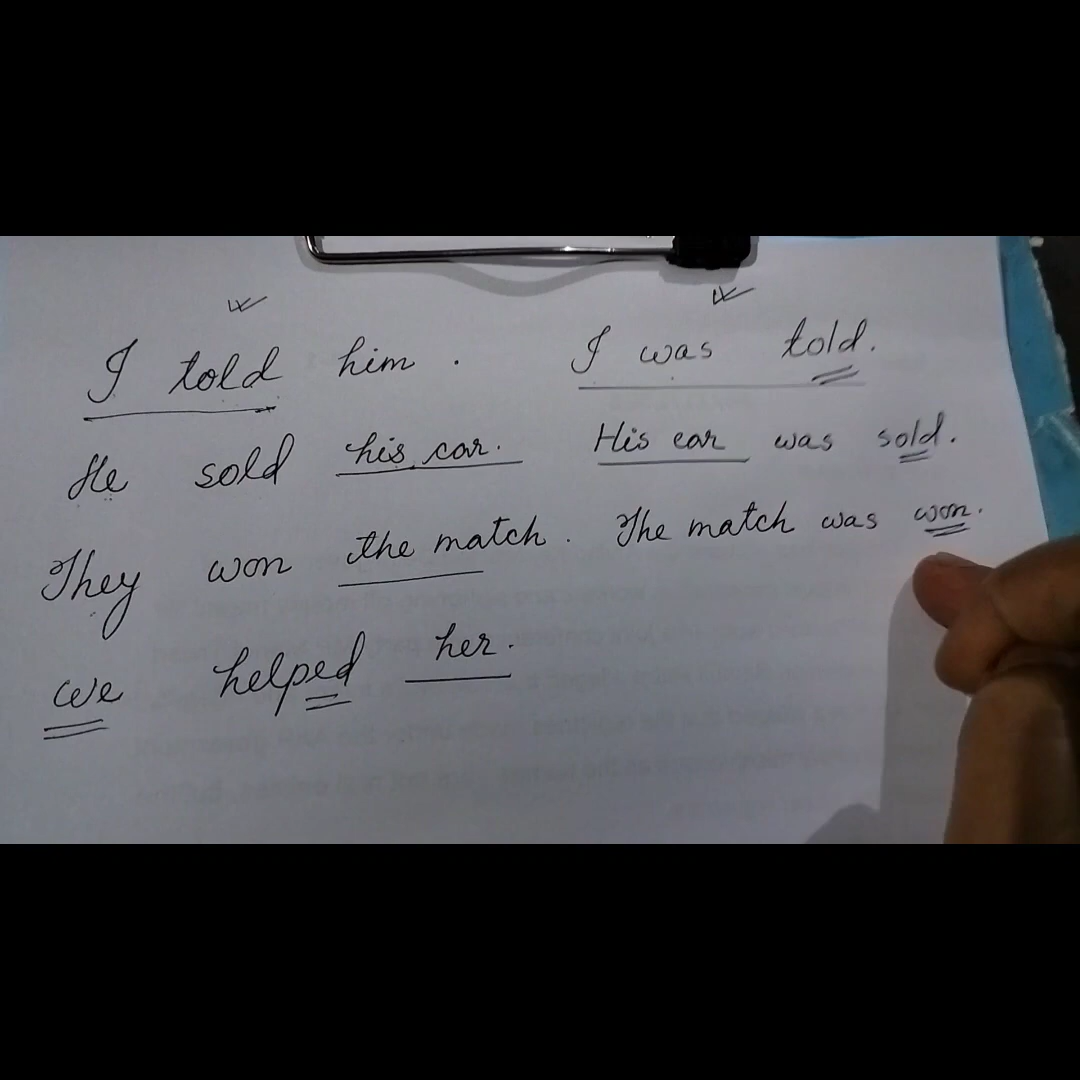 I told him. I was told.
He sold his car. His car was sold.
They won the match. The match was won.
we helped her.